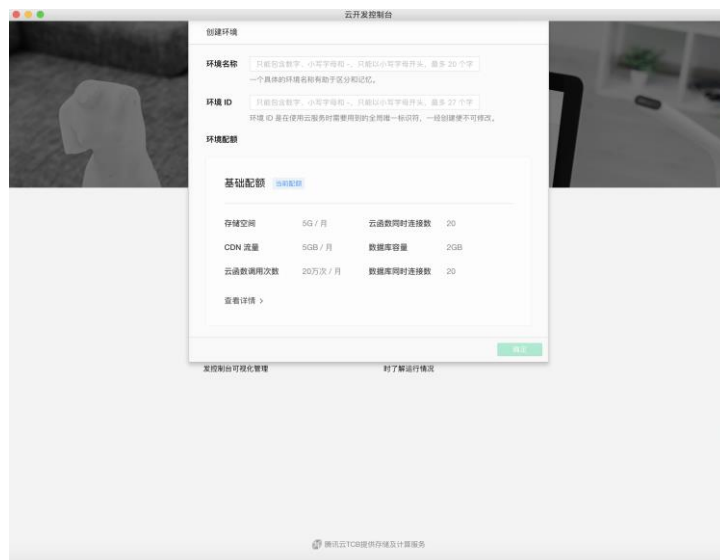 云开发控制台
创建环境
环境名称 只能包含数字、小写字母和 -，只能以小写字母开头，最多 20 个字
一个具体的环境名称有助于区分和记忆。
环境 ID 只能包含数字、小写字母和 -，只能以小写字母开头，最多 27 个字
环境 ID 是在使用云服务时需要用到的全局唯一标识符，一经创建便不可修改。
环境配额
基础配额 当前配额
存储空间 5G / 月 云函数同时连接数 20
CDN 流量 5GB / 月 数据库容量 2GB
云函数调用次数 20万次 / 月 数据库同时连接数 20
查看详情 >
确定
发控制台可视化管理 时了解运行情况
腾讯云TCB提供存储及计算服务